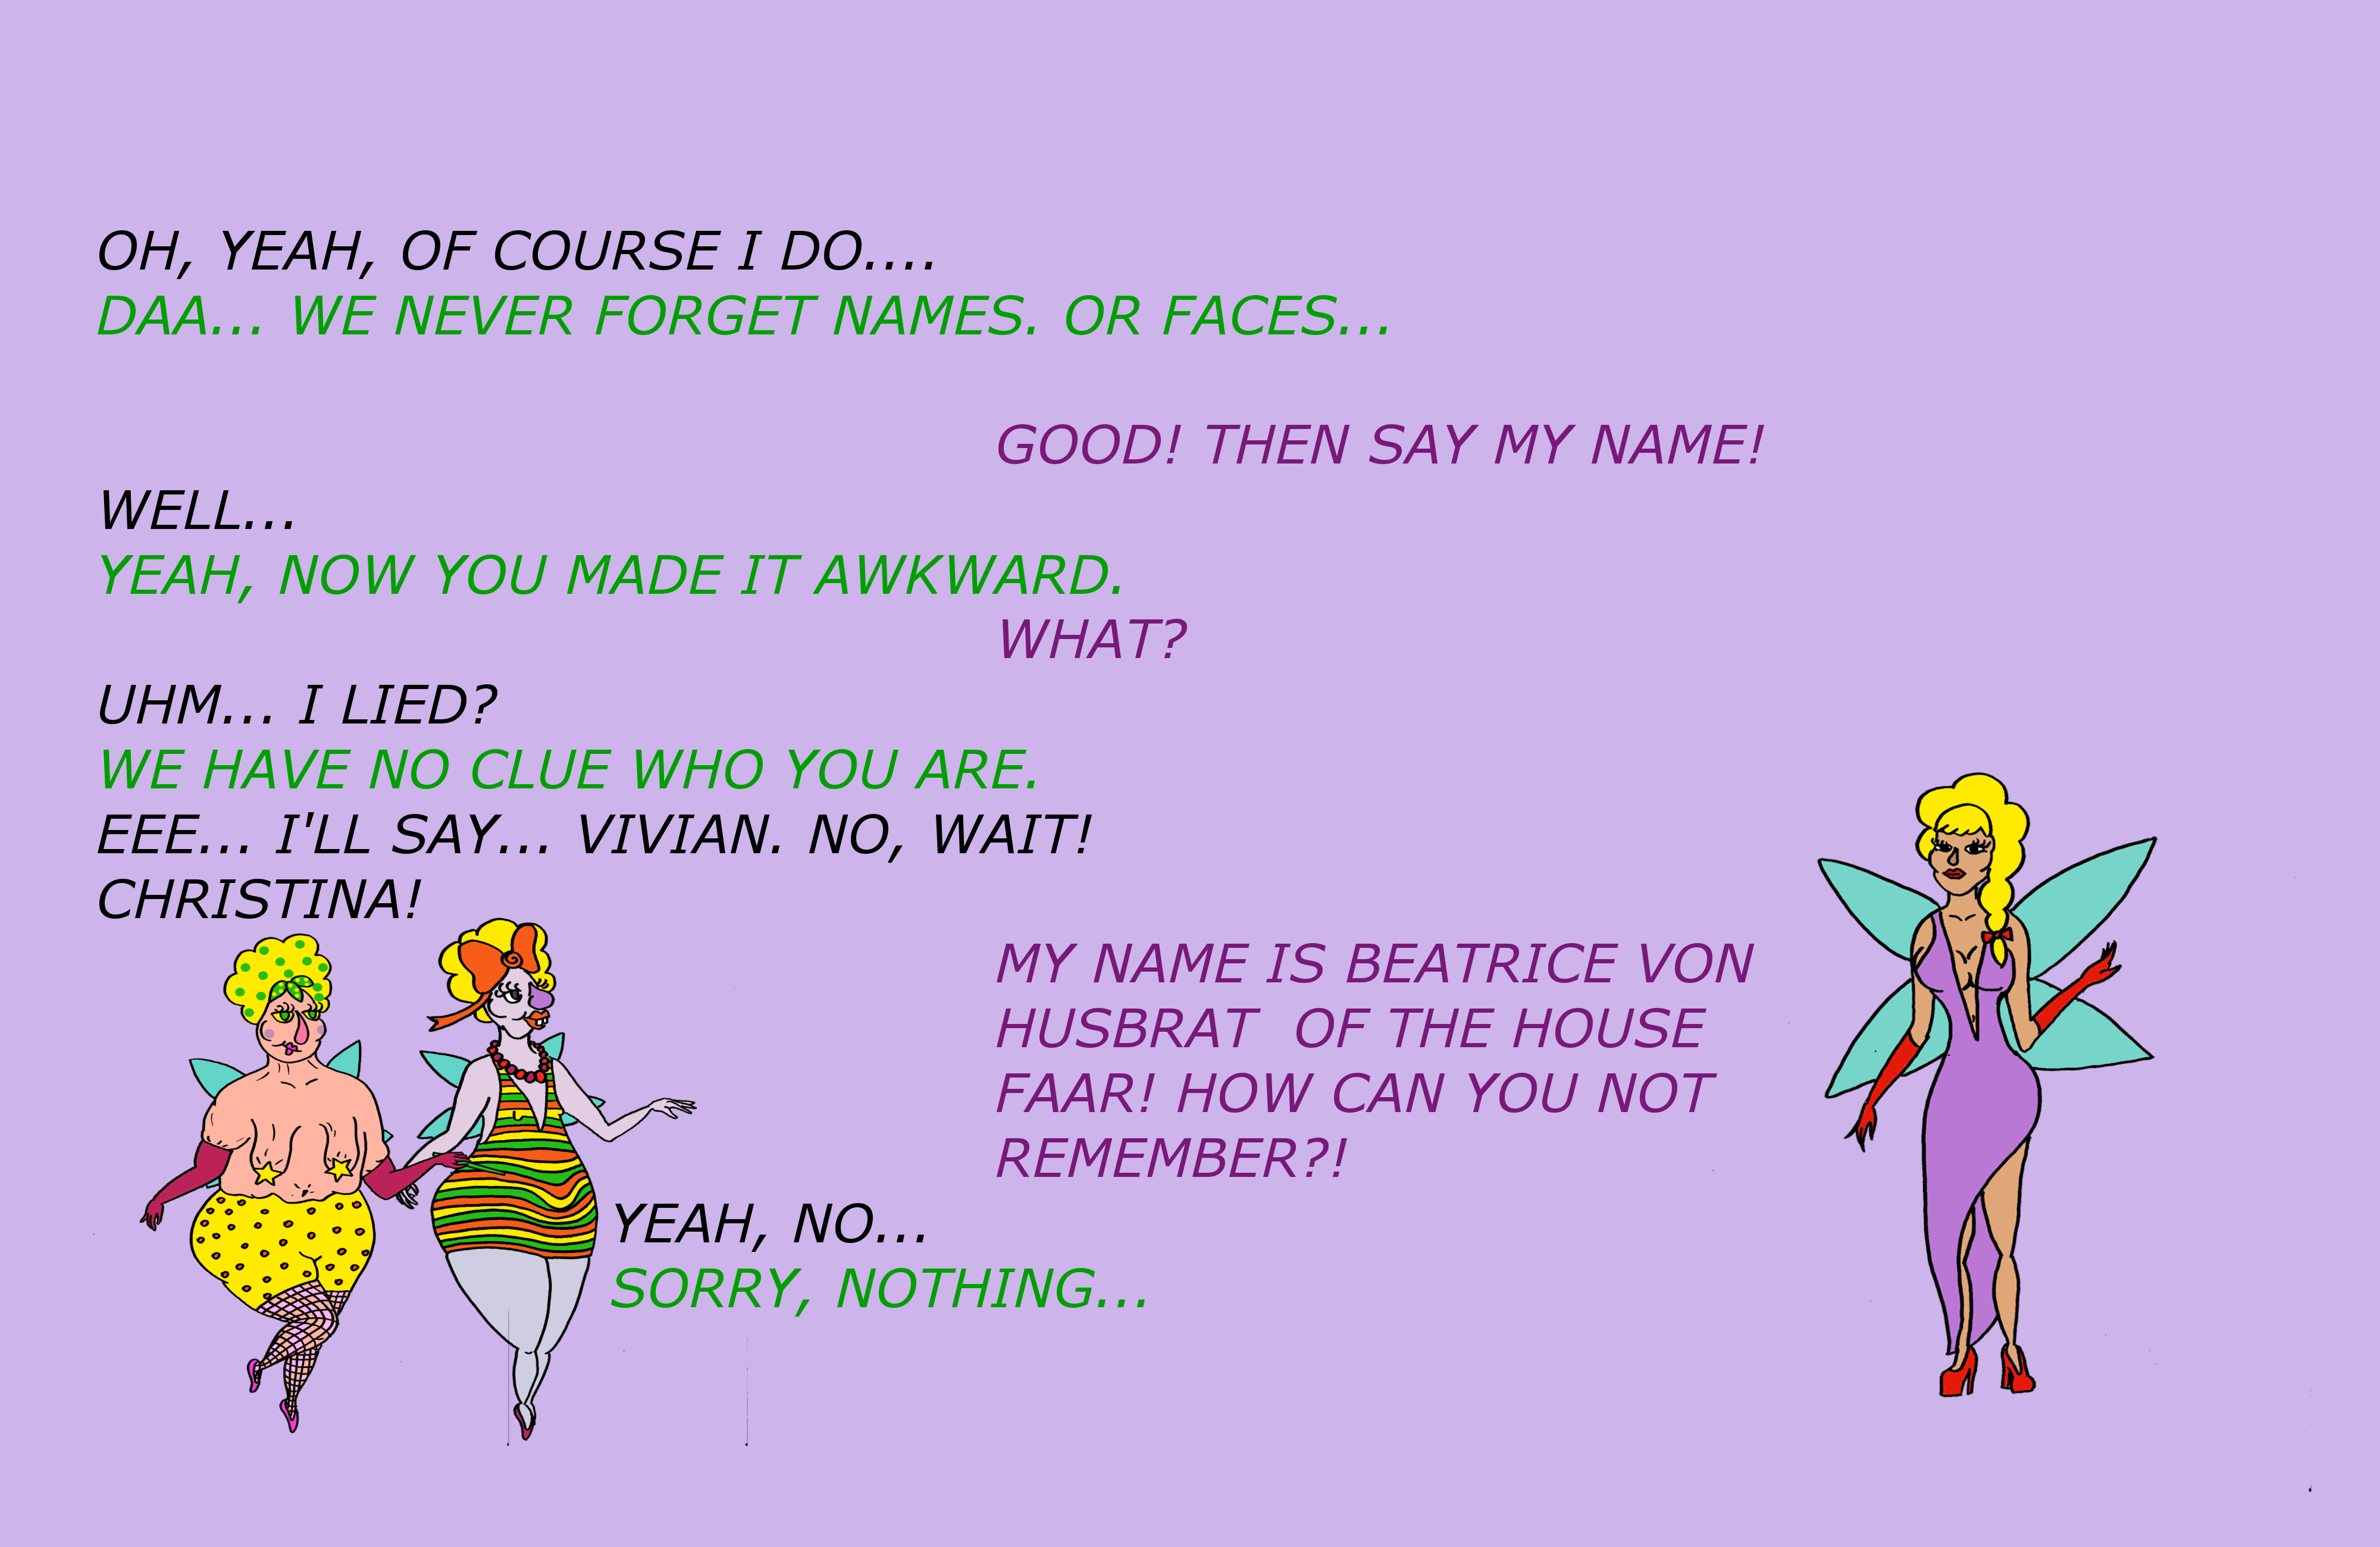 OH, YEAH, OF COURSE I DO....
DAA... WE NEVER FORGET NAMES. OR FACES...
GOOD! THEN SAY MY NAME!
WELL...
YEAH, NOW YOU MADE IT AWKWARD.
WHAT?
UHM... I LIED?
WE HAVE NO CLUE WHO YOU ARE.
EEE... I'LL SAY... VIVIAN. NO, WAIT!
CHRISTINA!
MY NAME IS BEATRICE VON
HUSBRAT  OF THE HOUSE
FAAR! HOW CAN YOU NOT
REMEMBER?!
YEAH, NO...
SORRY, NOTHING...